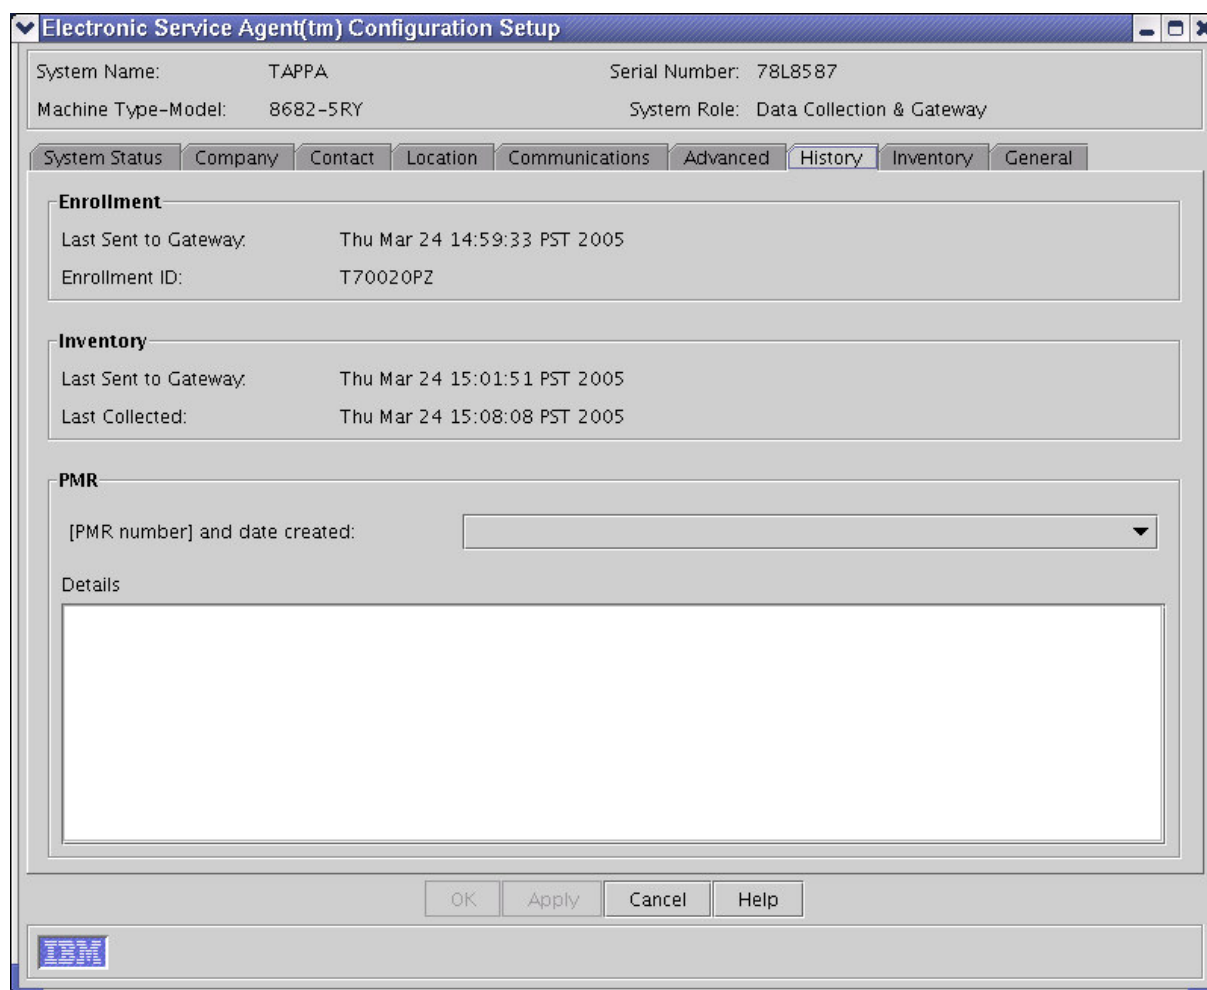 Electronic Service Agent(tm) Configuration Setup
System Name: TAPPA Serial Number: 78L8587
Machine Type-Model: 8682-5RY System Role: Data Collection & Gateway
System Status Company Contact Location Communications Advanced History Inventory General
Enrollment
Last Sent to Gateway: Thu Mar 24 14:59:33 PST 2005
Enrollment ID: T70020PZ
Inventory
Last Sent to Gateway: Thu Mar 24 15:01:51 PST 2005
Last Collected: Thu Mar 24 15:08:08 PST 2005
PMR
[PMR number] and date created:
Details
OK Apply Cancel Help
IBM